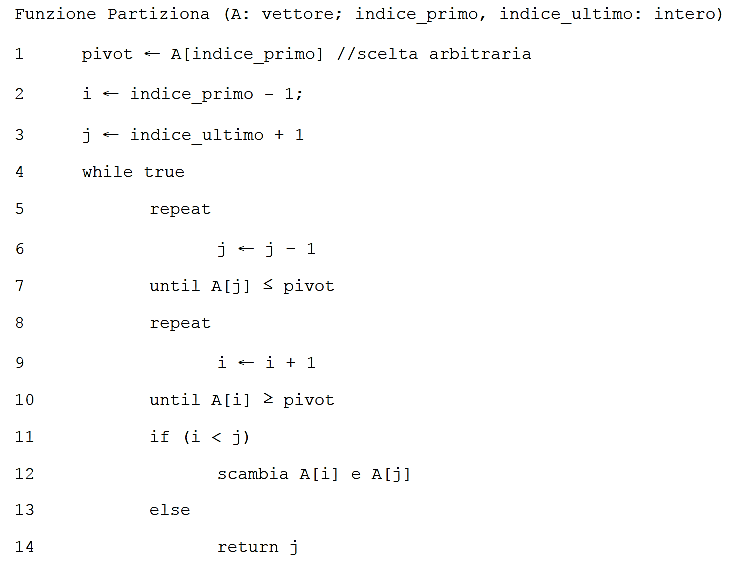 Funzione Partiziona (A: vettore; indice_primo, indice_ultimo: intero)
1 pivot ← A[indice_primo] //scelta arbitraria
2 i ← indice_primo - 1;
3 j ← indice_ultimo + 1
4 while true
5 repeat
6 j ← j - 1
7 until A[j] ≤ pivot
8 repeat
9 i ← i + 1
10 until A[i] ≥ pivot
11 if (i < j)
12 scambia A[i] e A[j]
13 else
14 return j